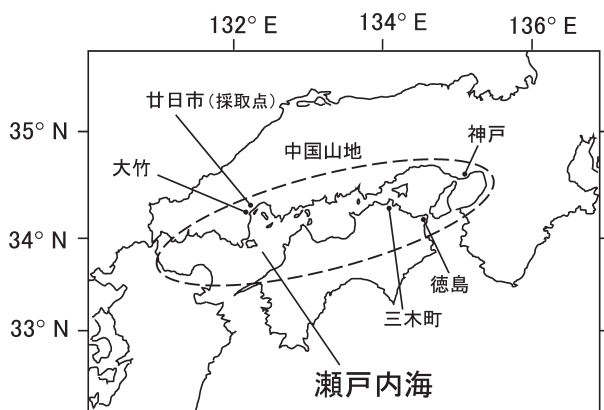 132° E
134° E
136° E
35° N
34° N
33° N
廿日市(採取点)
大竹
中国山地
神戸
徳島
三木町
瀬戸内海